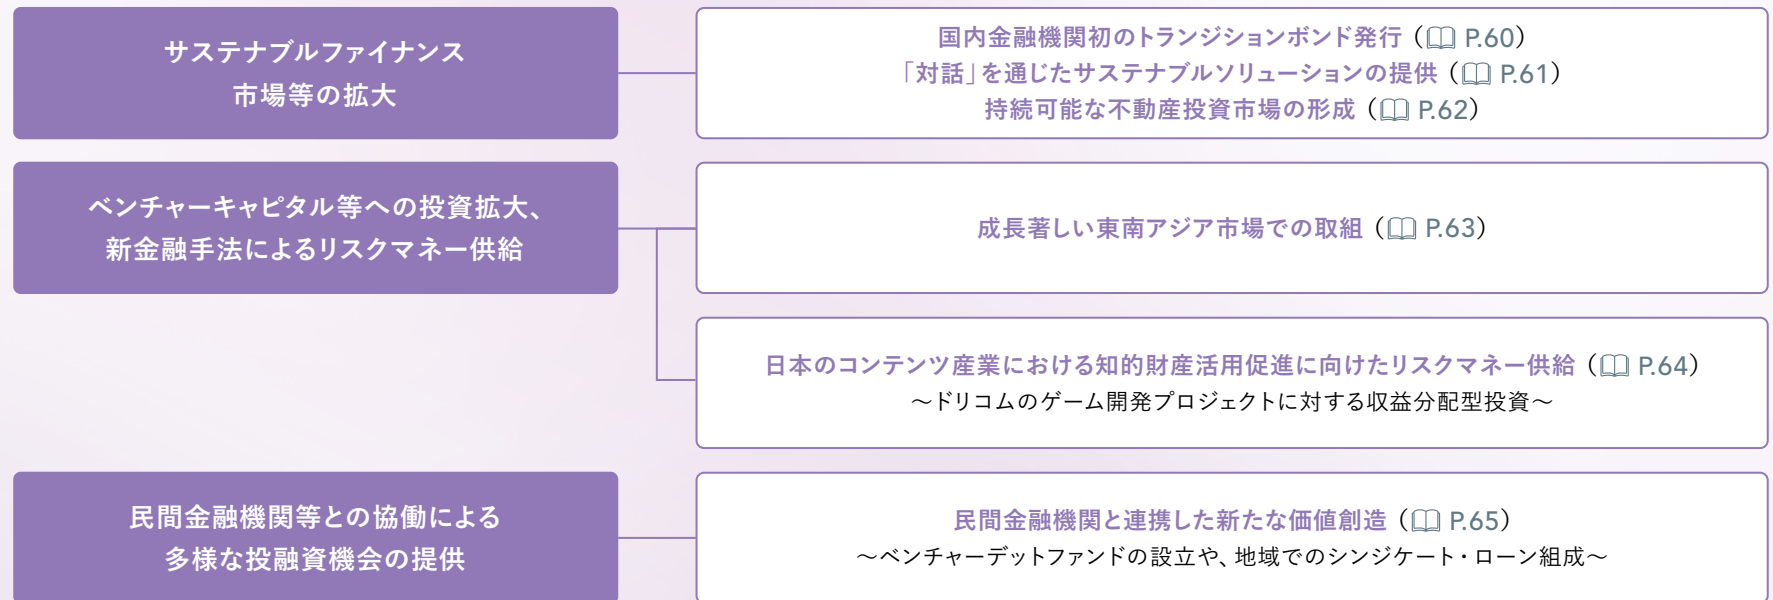 サステナブルファイナンス
市場等の拡大
国内金融機関初のトランジションボンド発行（P.60）
「対話」を通じたサステナブルソリューションの提供（P.61）
持続可能な不動産投資市場の形成（P.62）
ベンチャーキャピタル等への投資拡大、
新金融手法によるリスクマネー供給
成長著しい東南アジア市場での取組（P.63）
日本のコンテンツ産業における知的財産活用促進に向けたリスクマネー供給（P.64）
～ドリコムのゲーム開発プロジェクトに対する収益分配型投資～
民間金融機関等との協働による
多様な投融資機会の提供
民間金融機関と連携した新たな価値創造（P.65）
～ベンチャーデットファンドの設立や、地域でのシンジケート・ローン組成～